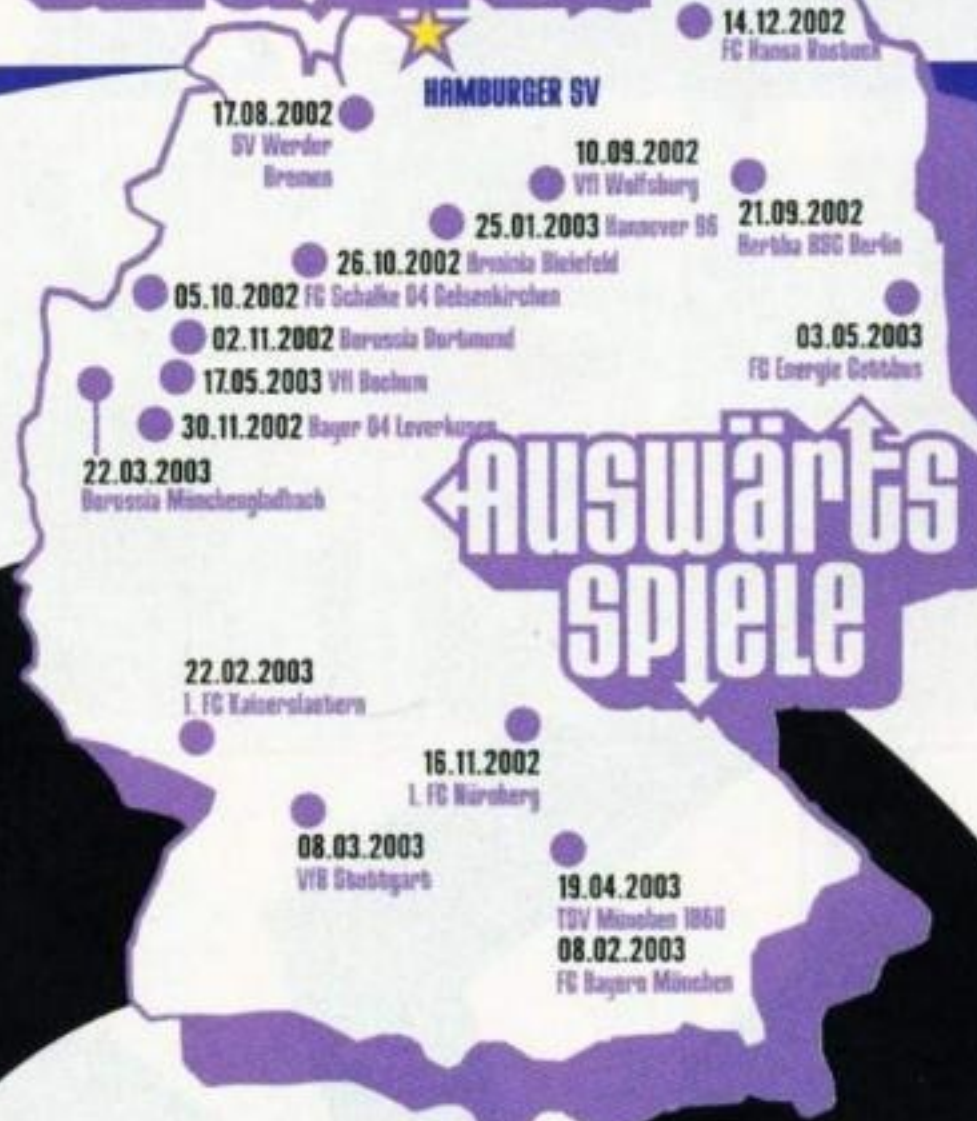 14.12.2002
FC Hansa Rostock
HAMBURGER SV
17.08.2002
SV Werder
Bremen
10.09.2002
Vfl Wolfsburg
25.01.2003 Hannover 96
21.09.2002
Hertha BSC Berlin
26.10.2002 Arminia Bielefeld
05.10.2002 FC Schalke 04 Gelsenkirchen
03.05.2003
FC Energie Cottbus
02.11.2002 Borussia Dortmund
17.05.2003 Vfl Bochum
30.11.2002 Bayer 04 Leverkusen
22.03.2003
Borussia Mönchengladbach
AUSWÄRTS
SPIELE
22.02.2003
1. FC Kaiserslautern
16.11.2002
1. FC Nürnberg
08.03.2003
VfB Stuttgart
19.04.2003
TSV München 1860
08.02.2003
FC Bayern München